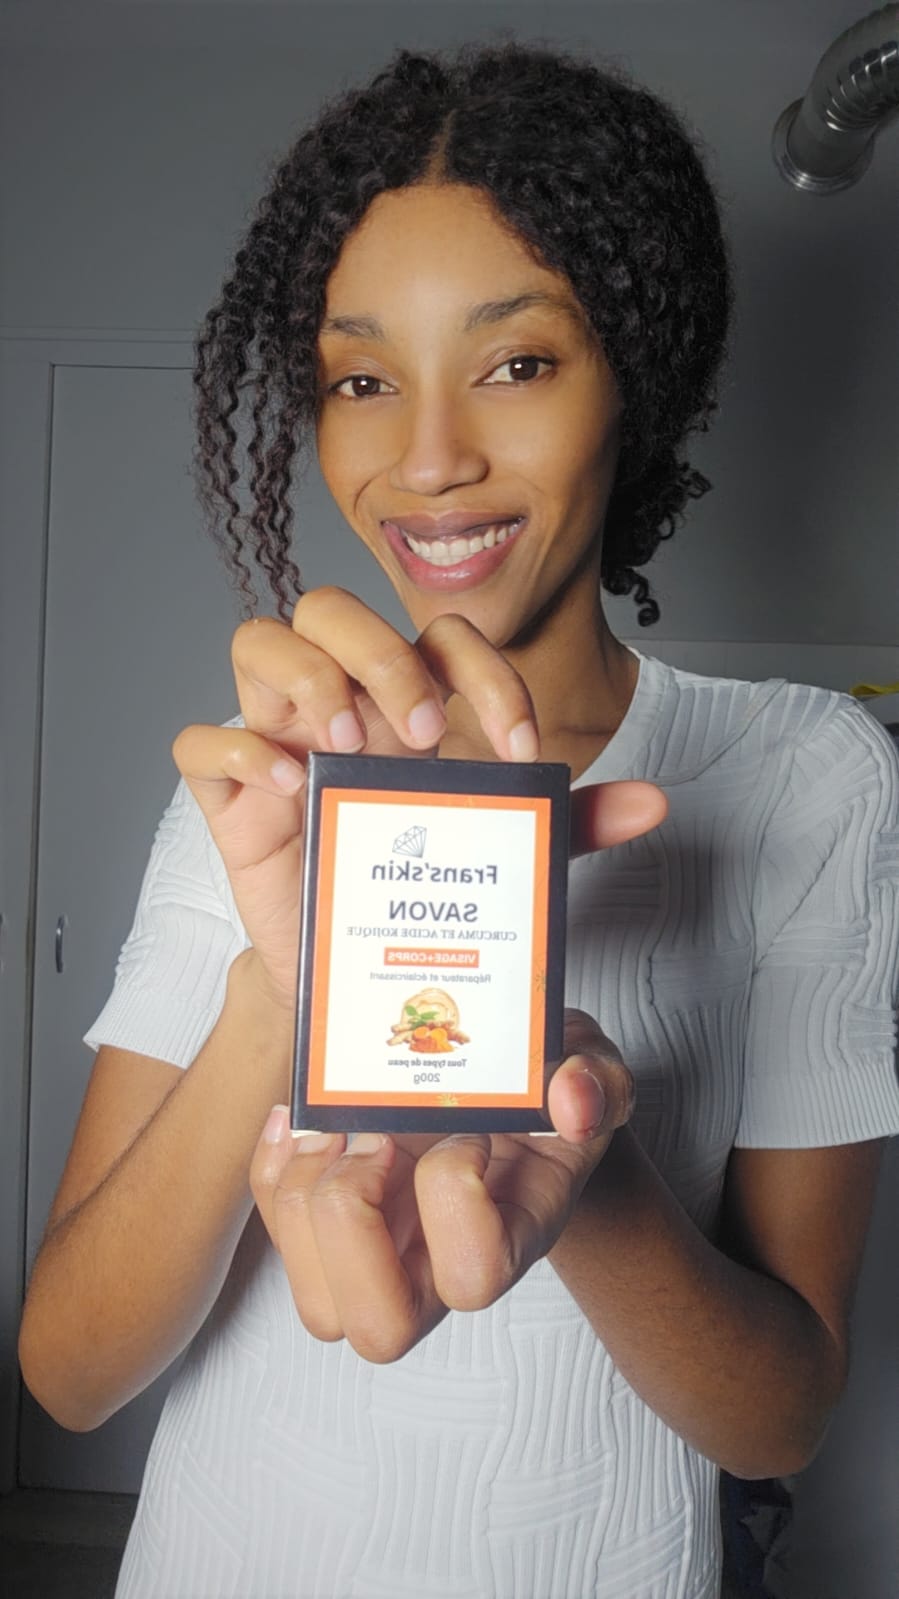 Frans'skin
SAVON
CURCUMA ET ACIDE KOJIQUE
VISAGE+CORPS
Réparateur et éclaircissant
Tous types de peau
200g